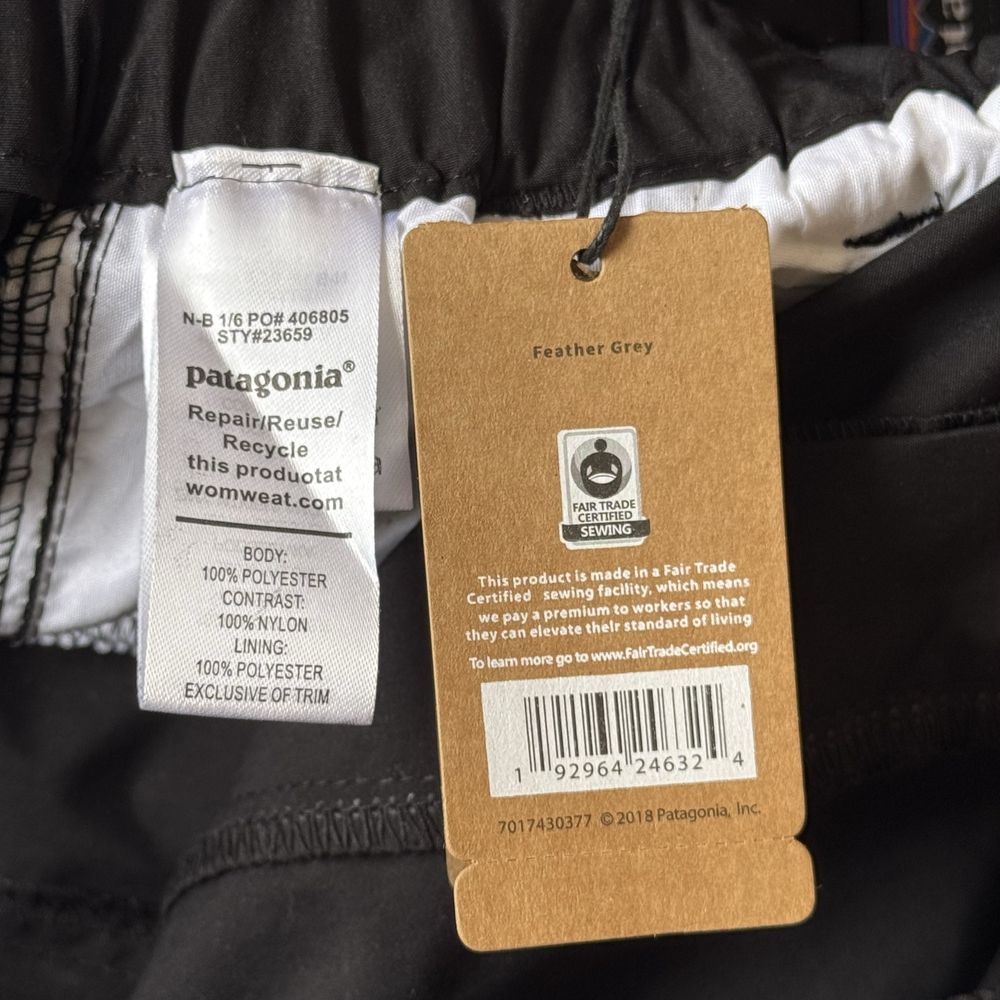 N-B 1/6 PO# 406805
STY#23659
patagonia®
Repair/Reuse/
Recycle
this produotat
womweat.com
BODY:
100% POLYESTER
CONTRAST:
100% NYLON
LINING:
100% POLYESTER
EXCLUSIVE OF TRIM
Feather Grey
FAIR TRADE
CERTIFIED
SEWING
This product is made in a Fair Trade
Certified sewing facility, which means
we pay a premium to workers so that
they can elevate their standard of living
To learn more go to www.FairTradeCertified.org
1 92964 24632 4
7017430377 ©2018 Patagonia, Inc.